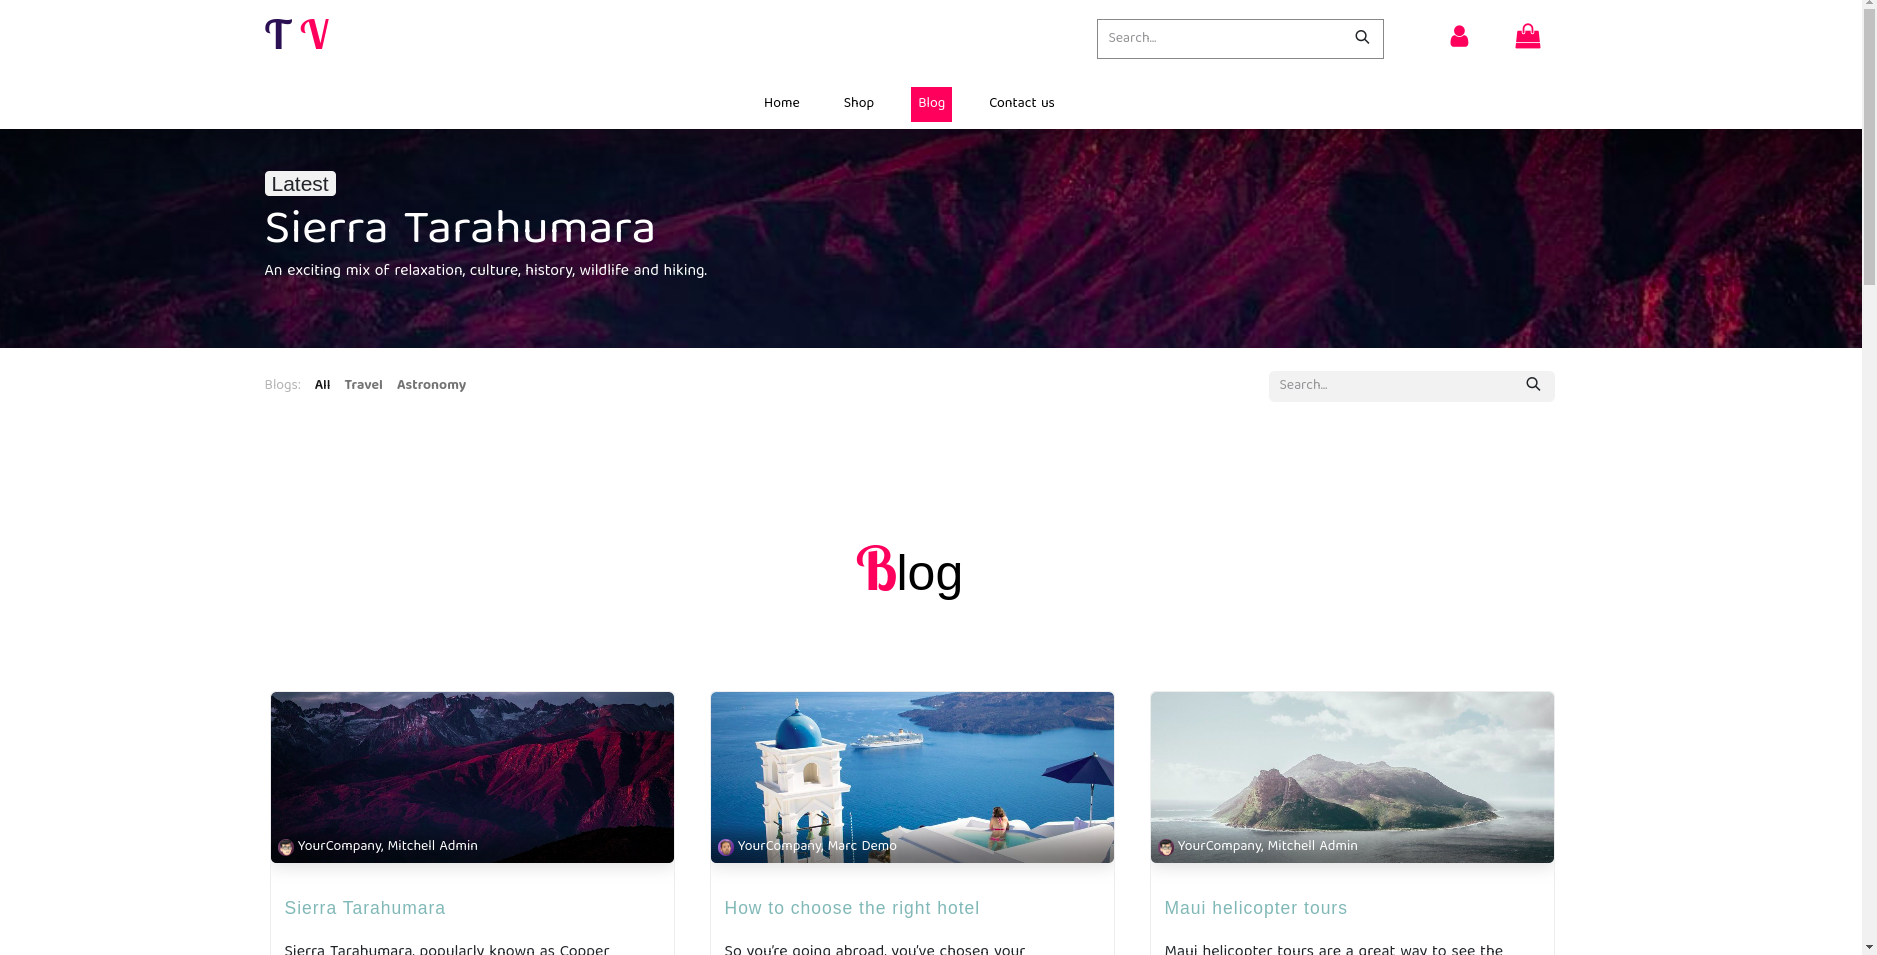 T V
Search...
Home
Shop
Blog
Contact us
Latest
Sierra Tarahumara
An exciting mix of relaxation, culture, history, wildlife and hiking.
Blogs:
All
Travel
Astronomy
Search...
Blog
YourCompany, Mitchell Admin
YourCompany, Marc Demo
YourCompany, Mitchell Admin
Sierra Tarahumara
How to choose the right hotel
Maui helicopter tours
Sierra Tarahumara, popularly known as Copper
So you're going abroad, you've chosen your
Maui helicopter tours are a great way to see the